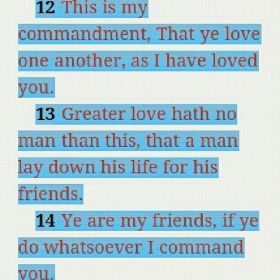 12 This is my
commandment, That ye love
one another, as I have loved
you.
13 Greater love hath no
man than this, that a man
lay down his life for his
friends.
14 Ye are my friends, if ye
do whatsoever I command
you.